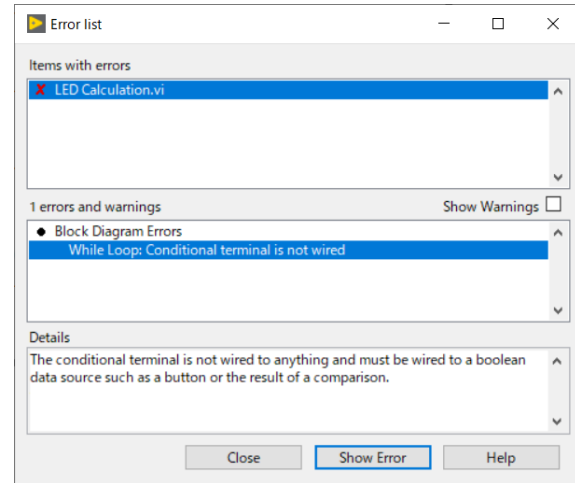 Error list
Items with errors
LED Calculation.vi
1 errors and warnings Show Warnings
Block Diagram Errors
While Loop: Conditional terminal is not wired
Details
The conditional terminal is not wired to anything and must be wired to a boolean
data source such as a button or the result of a comparison.
Close Show Error Help